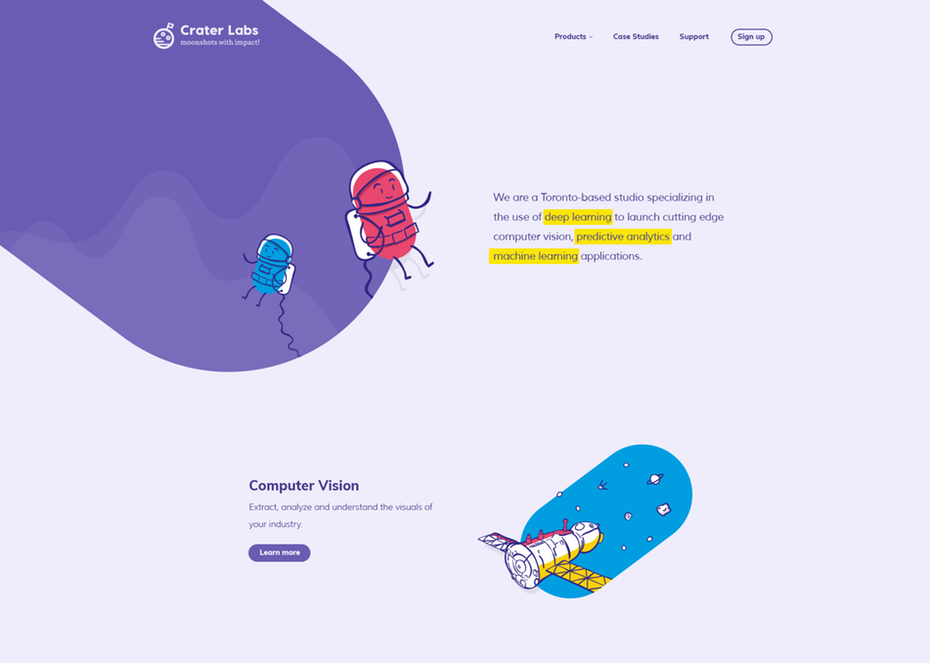 Crater Labs
moonshots with impact!
Products
Case Studies
Support
Sign up
We are a Toronto-based studio specializing in
the use of deep learning to launch cutting edge
computer vision, predictive analytics and
machine learning applications.
Computer Vision
Extract, analyze and understand the visuals of
your industry.
Learn more